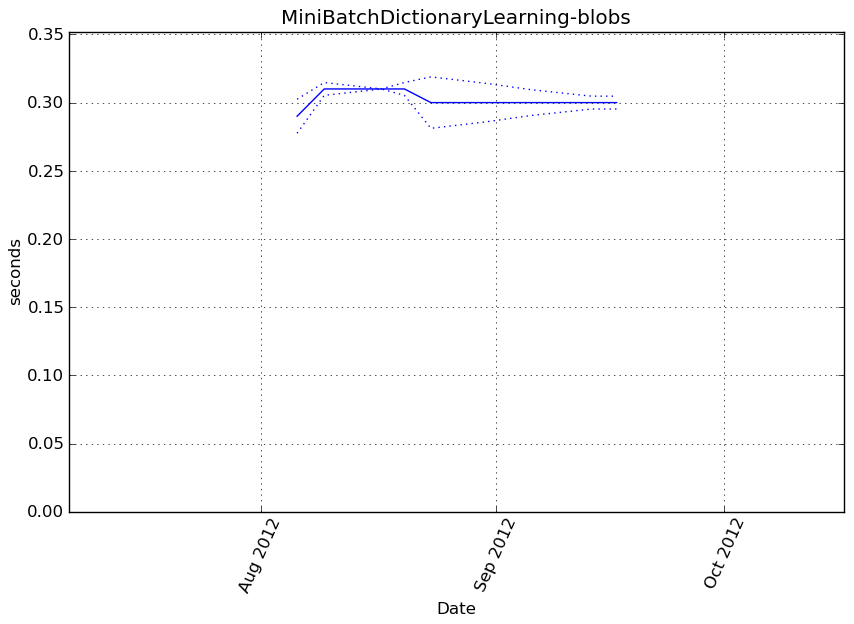 MiniBatchDictionaryLearning-blobs
0.35
0.30
0.25
0.20
0.15
0.10
0.05
0.00
seconds
Aug 2012
Sep 2012
Oct 2012
Date